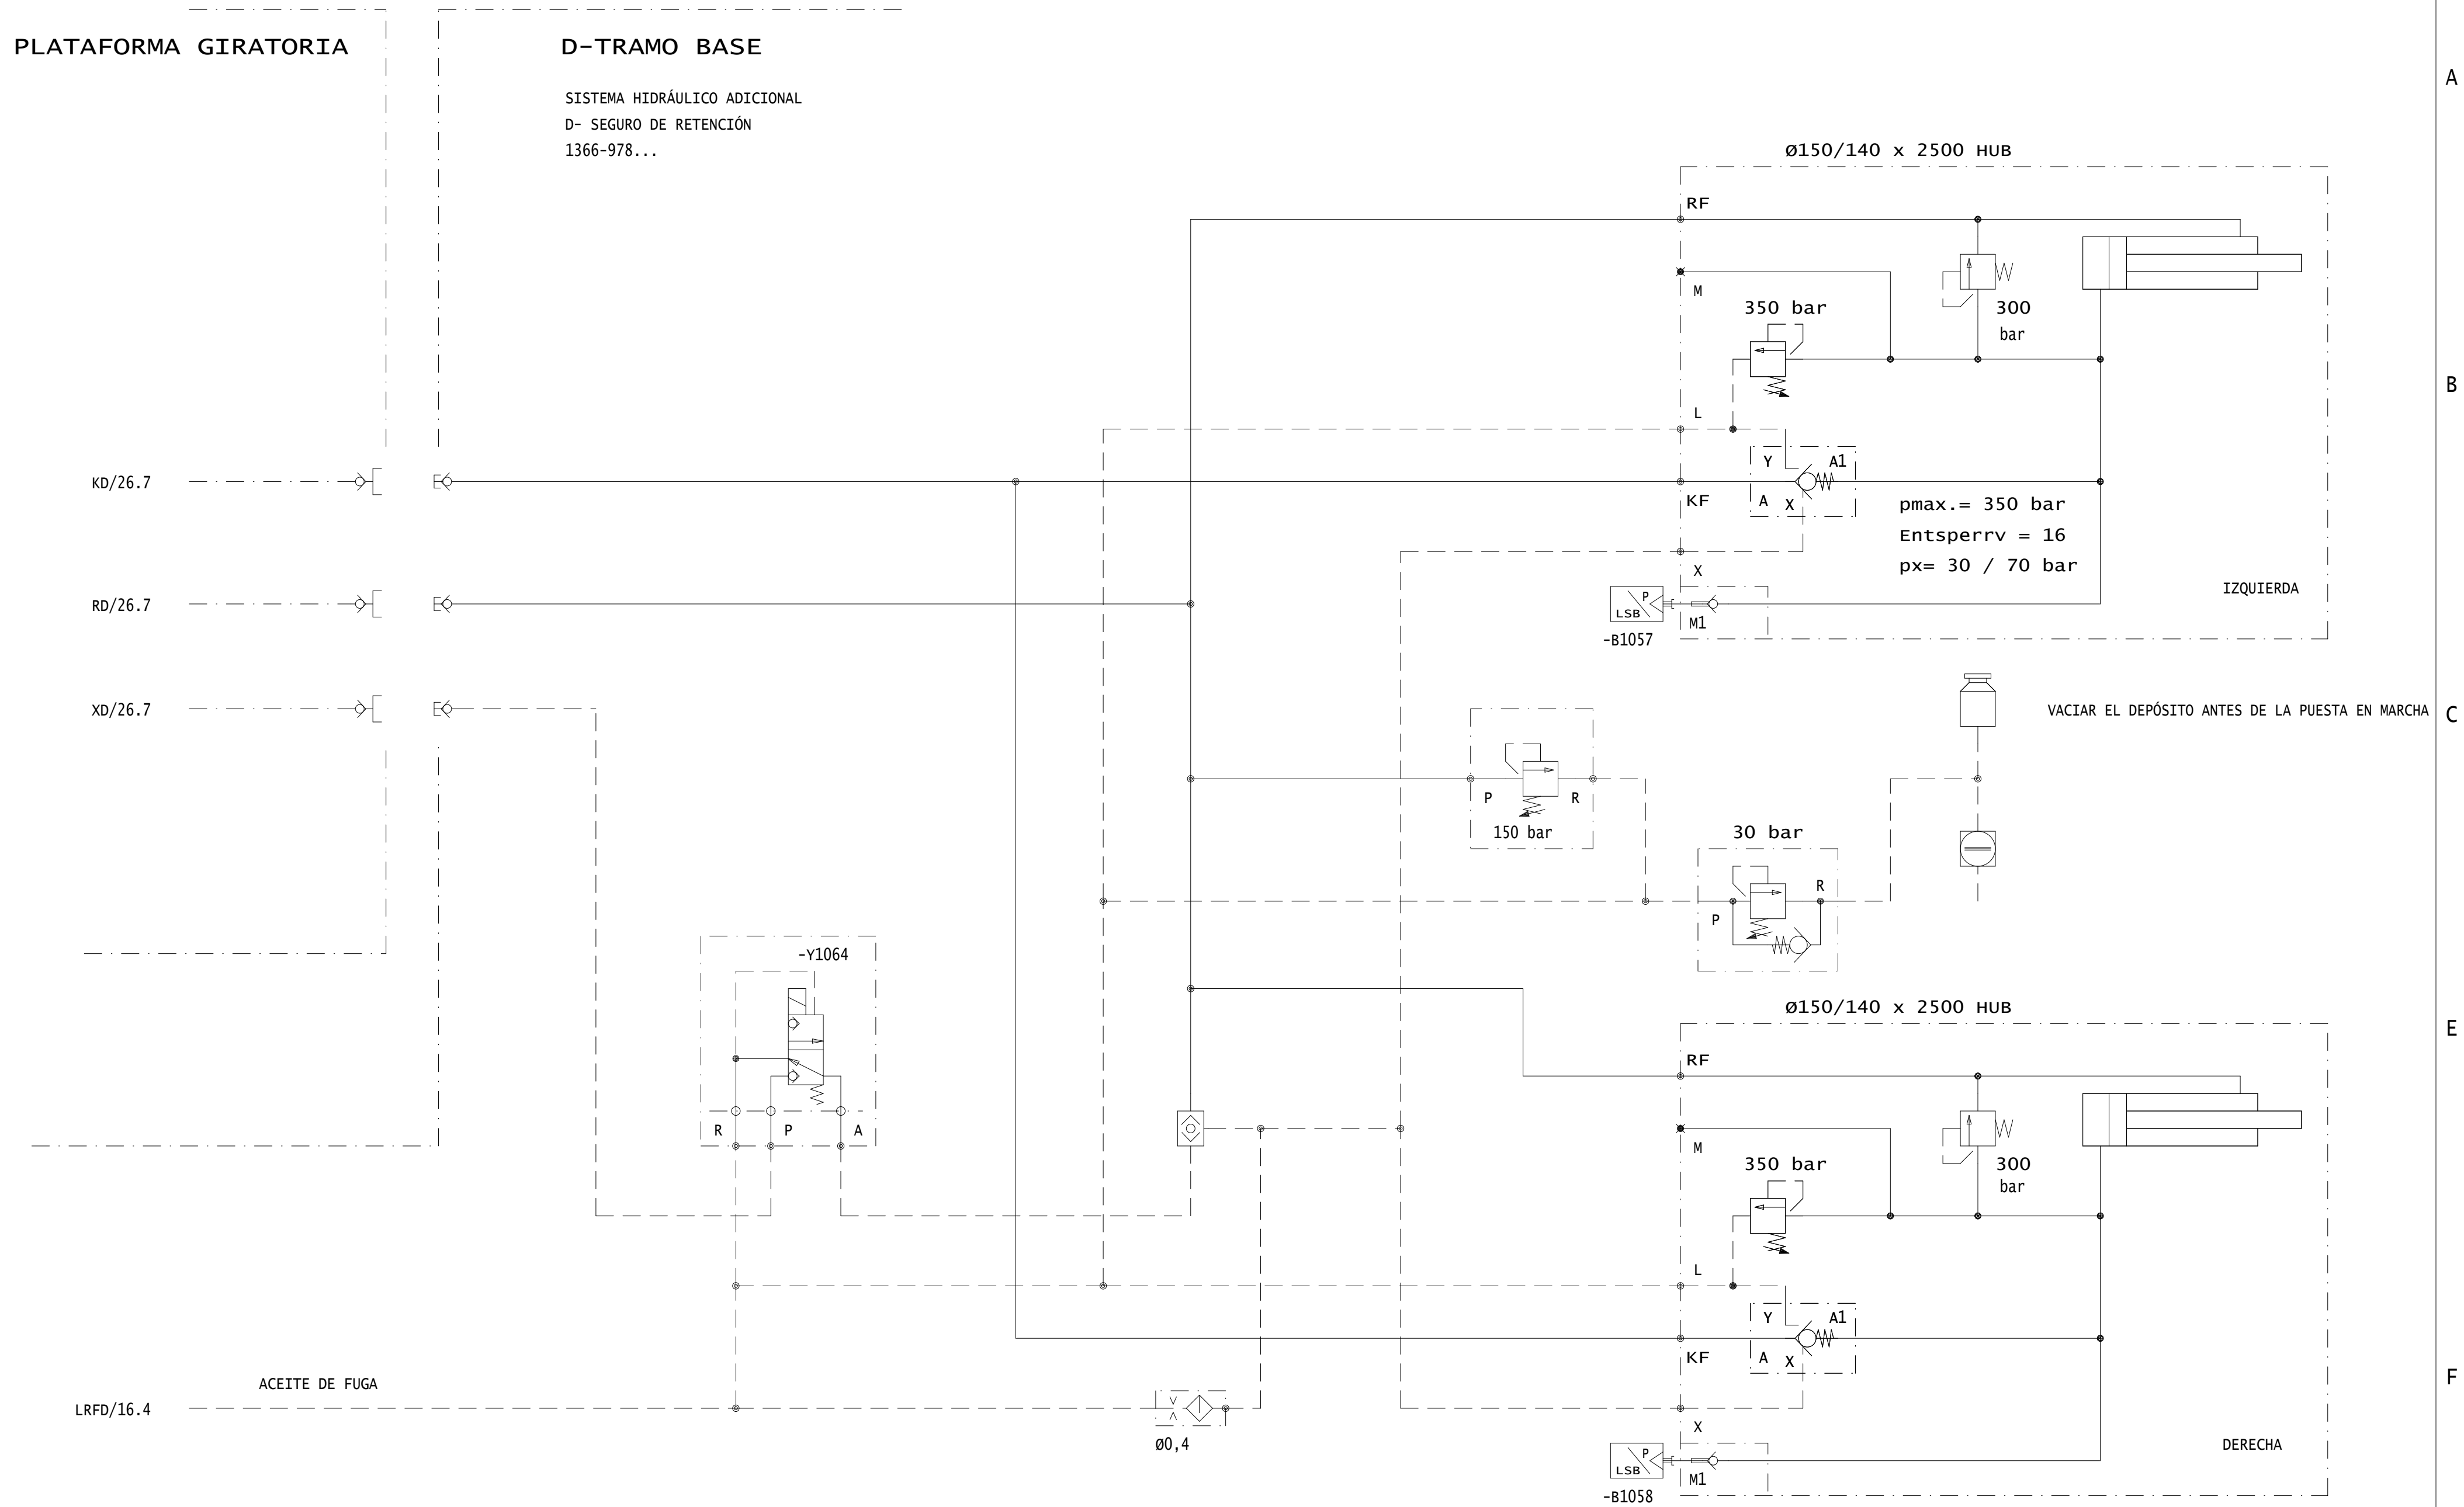 PLATAFORMA GIRATORIA
D-TRAMO BASE
SISTEMA HIDRÁULICO ADICIONAL
D- SEGURO DE RETENCIÓN
1366-978...
A
Ø150/140 x 2500 HUB
RF
M
350 bar
300
bar
B
L
Y
A1
KD/26.7
KF
A
X
pmax.= 350 bar
Entsperrv = 16
px= 30 / 70 bar
X
RD/26.7
P
LSB
M1
-B1057
IZQUIERDA
XD/26.7
VACIAR EL DEPÓSITO ANTES DE LA PUESTA EN MARCHA
C
P
R
150 bar
30 bar
R
P
-Y1064
R
P
A
Ø150/140 x 2500 HUB
E
RF
M
350 bar
300
bar
L
Y
A1
KF
A
X
F
ACEITE DE FUGA
LRFD/16.4
Ø0,4
X
P
LSB
M1
-B1058
DERECHA